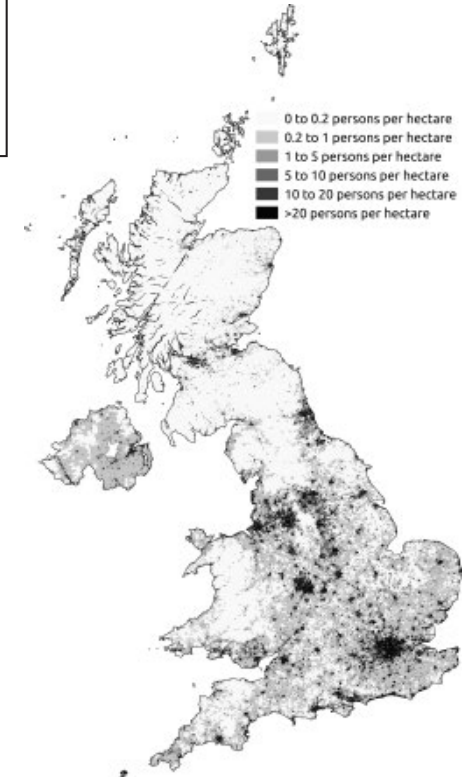 0 to 0.2 persons per hectare
0.2 to 1 persons per hectare
1 to 5 persons per hectare
5 to 10 persons per hectare
10 to 20 persons per hectare
>20 persons per hectare